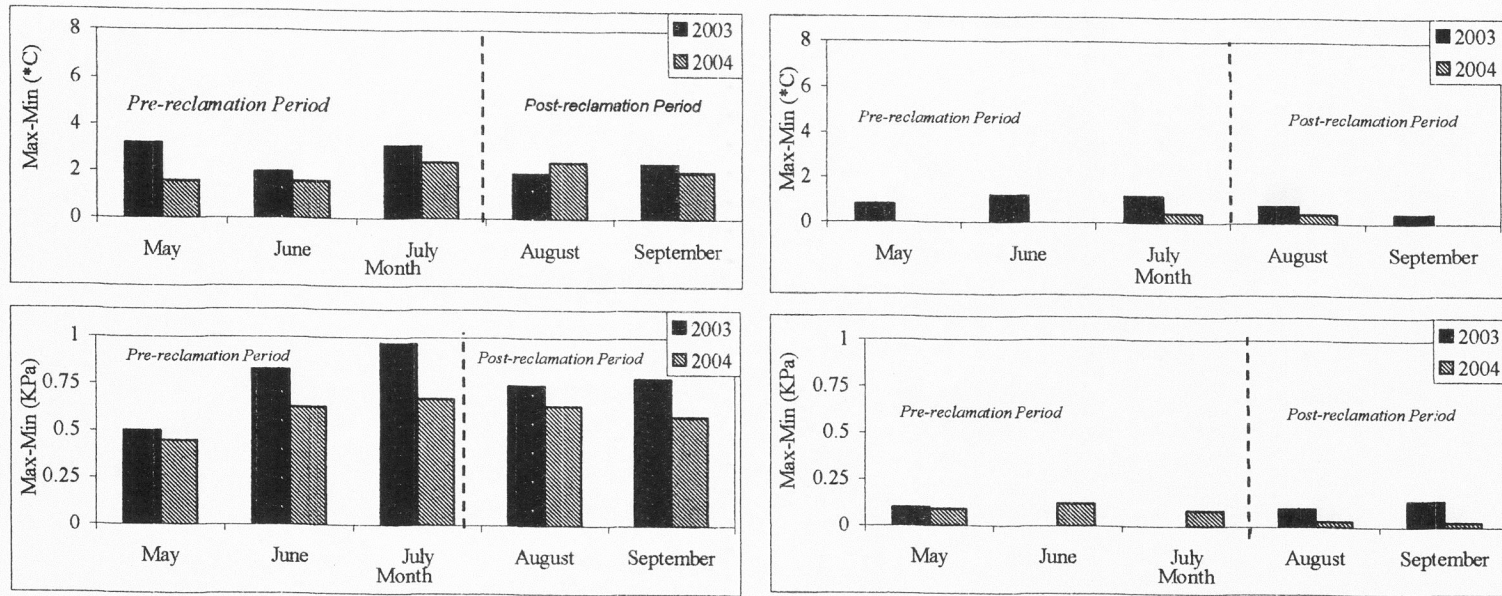 Max-Min (*C)
8
6
4
2
0
2003
2004
Pre-reclamation Period
Post-reclamation Period
May
June
July
August
September
Month
Max-Min (*C)
8
6
4
2
0
2003
2004
Pre-reclamation Period
Post-reclamation Period
May
June
July
August
September
Month
Max-Min (KPa)
1
0.75
0.5
0.25
0
2003
2004
Pre-reclamation Period
Post-reclamation Period
May
June
July
August
September
Month
Max-Min (KPa)
1
0.75
0.5
0.25
0
2003
2004
Pre-reclamation Period
Post-reclamation Period
May
June
July
August
September
Month